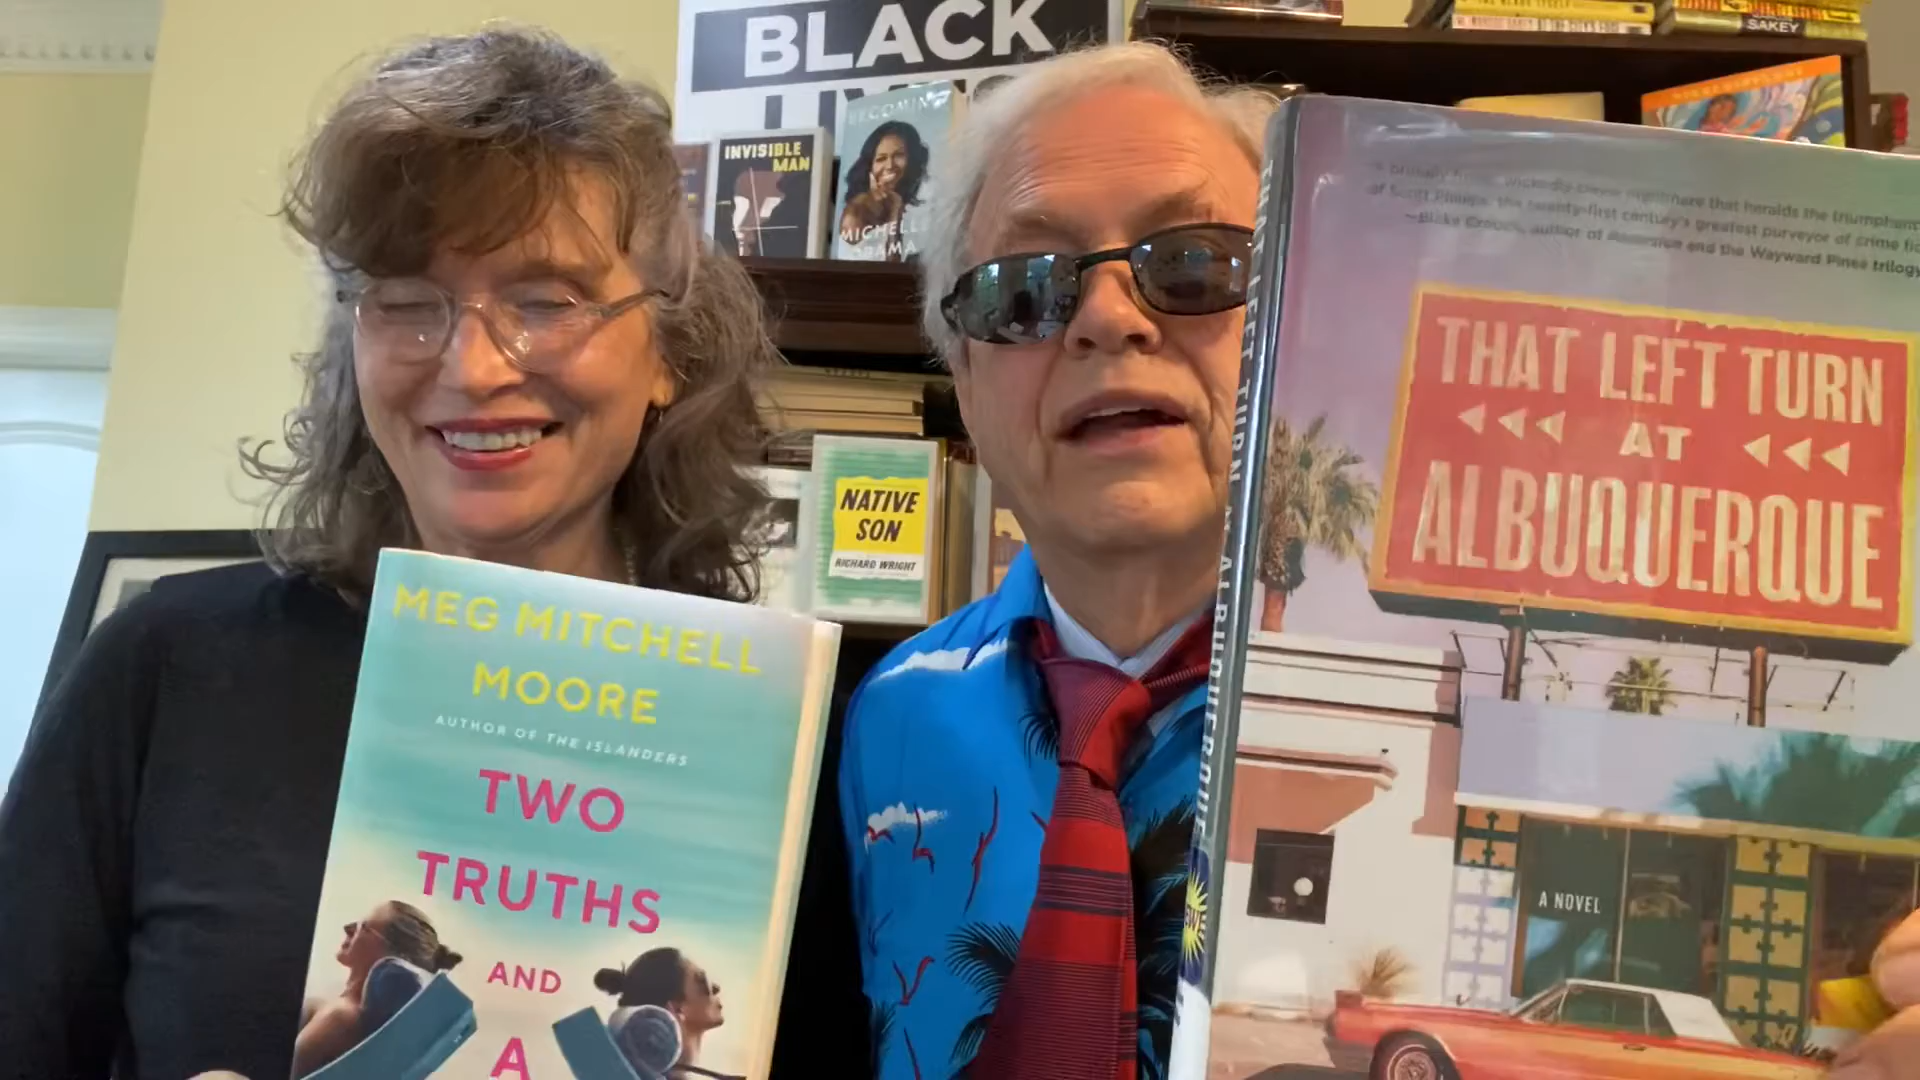 BLACK
SAKEY
BECOMING
INVISIBLE
MAN
MICHELLE
OBAMA
of Scott Phillips, the twenty-first century's greatest purveyor of crime fic
—Blake Crouch, author of Recursion and the Wayward Pines trilogy
THAT LEFT TURN
AT
ALBUQUERQUE
A NOVEL
THAT LEFT TURN AT ALBUQUERQUE
NATIVE
SON
RICHARD WRIGHT
MEG MITCHELL
MOORE
AUTHOR OF THE ISLANDERS
TWO
TRUTHS
AND
A